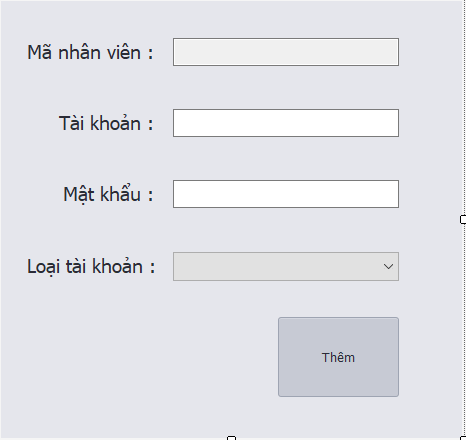 Mã nhân viên :
Tài khoản :
Mật khẩu :
Loại tài khoản :
Thêm